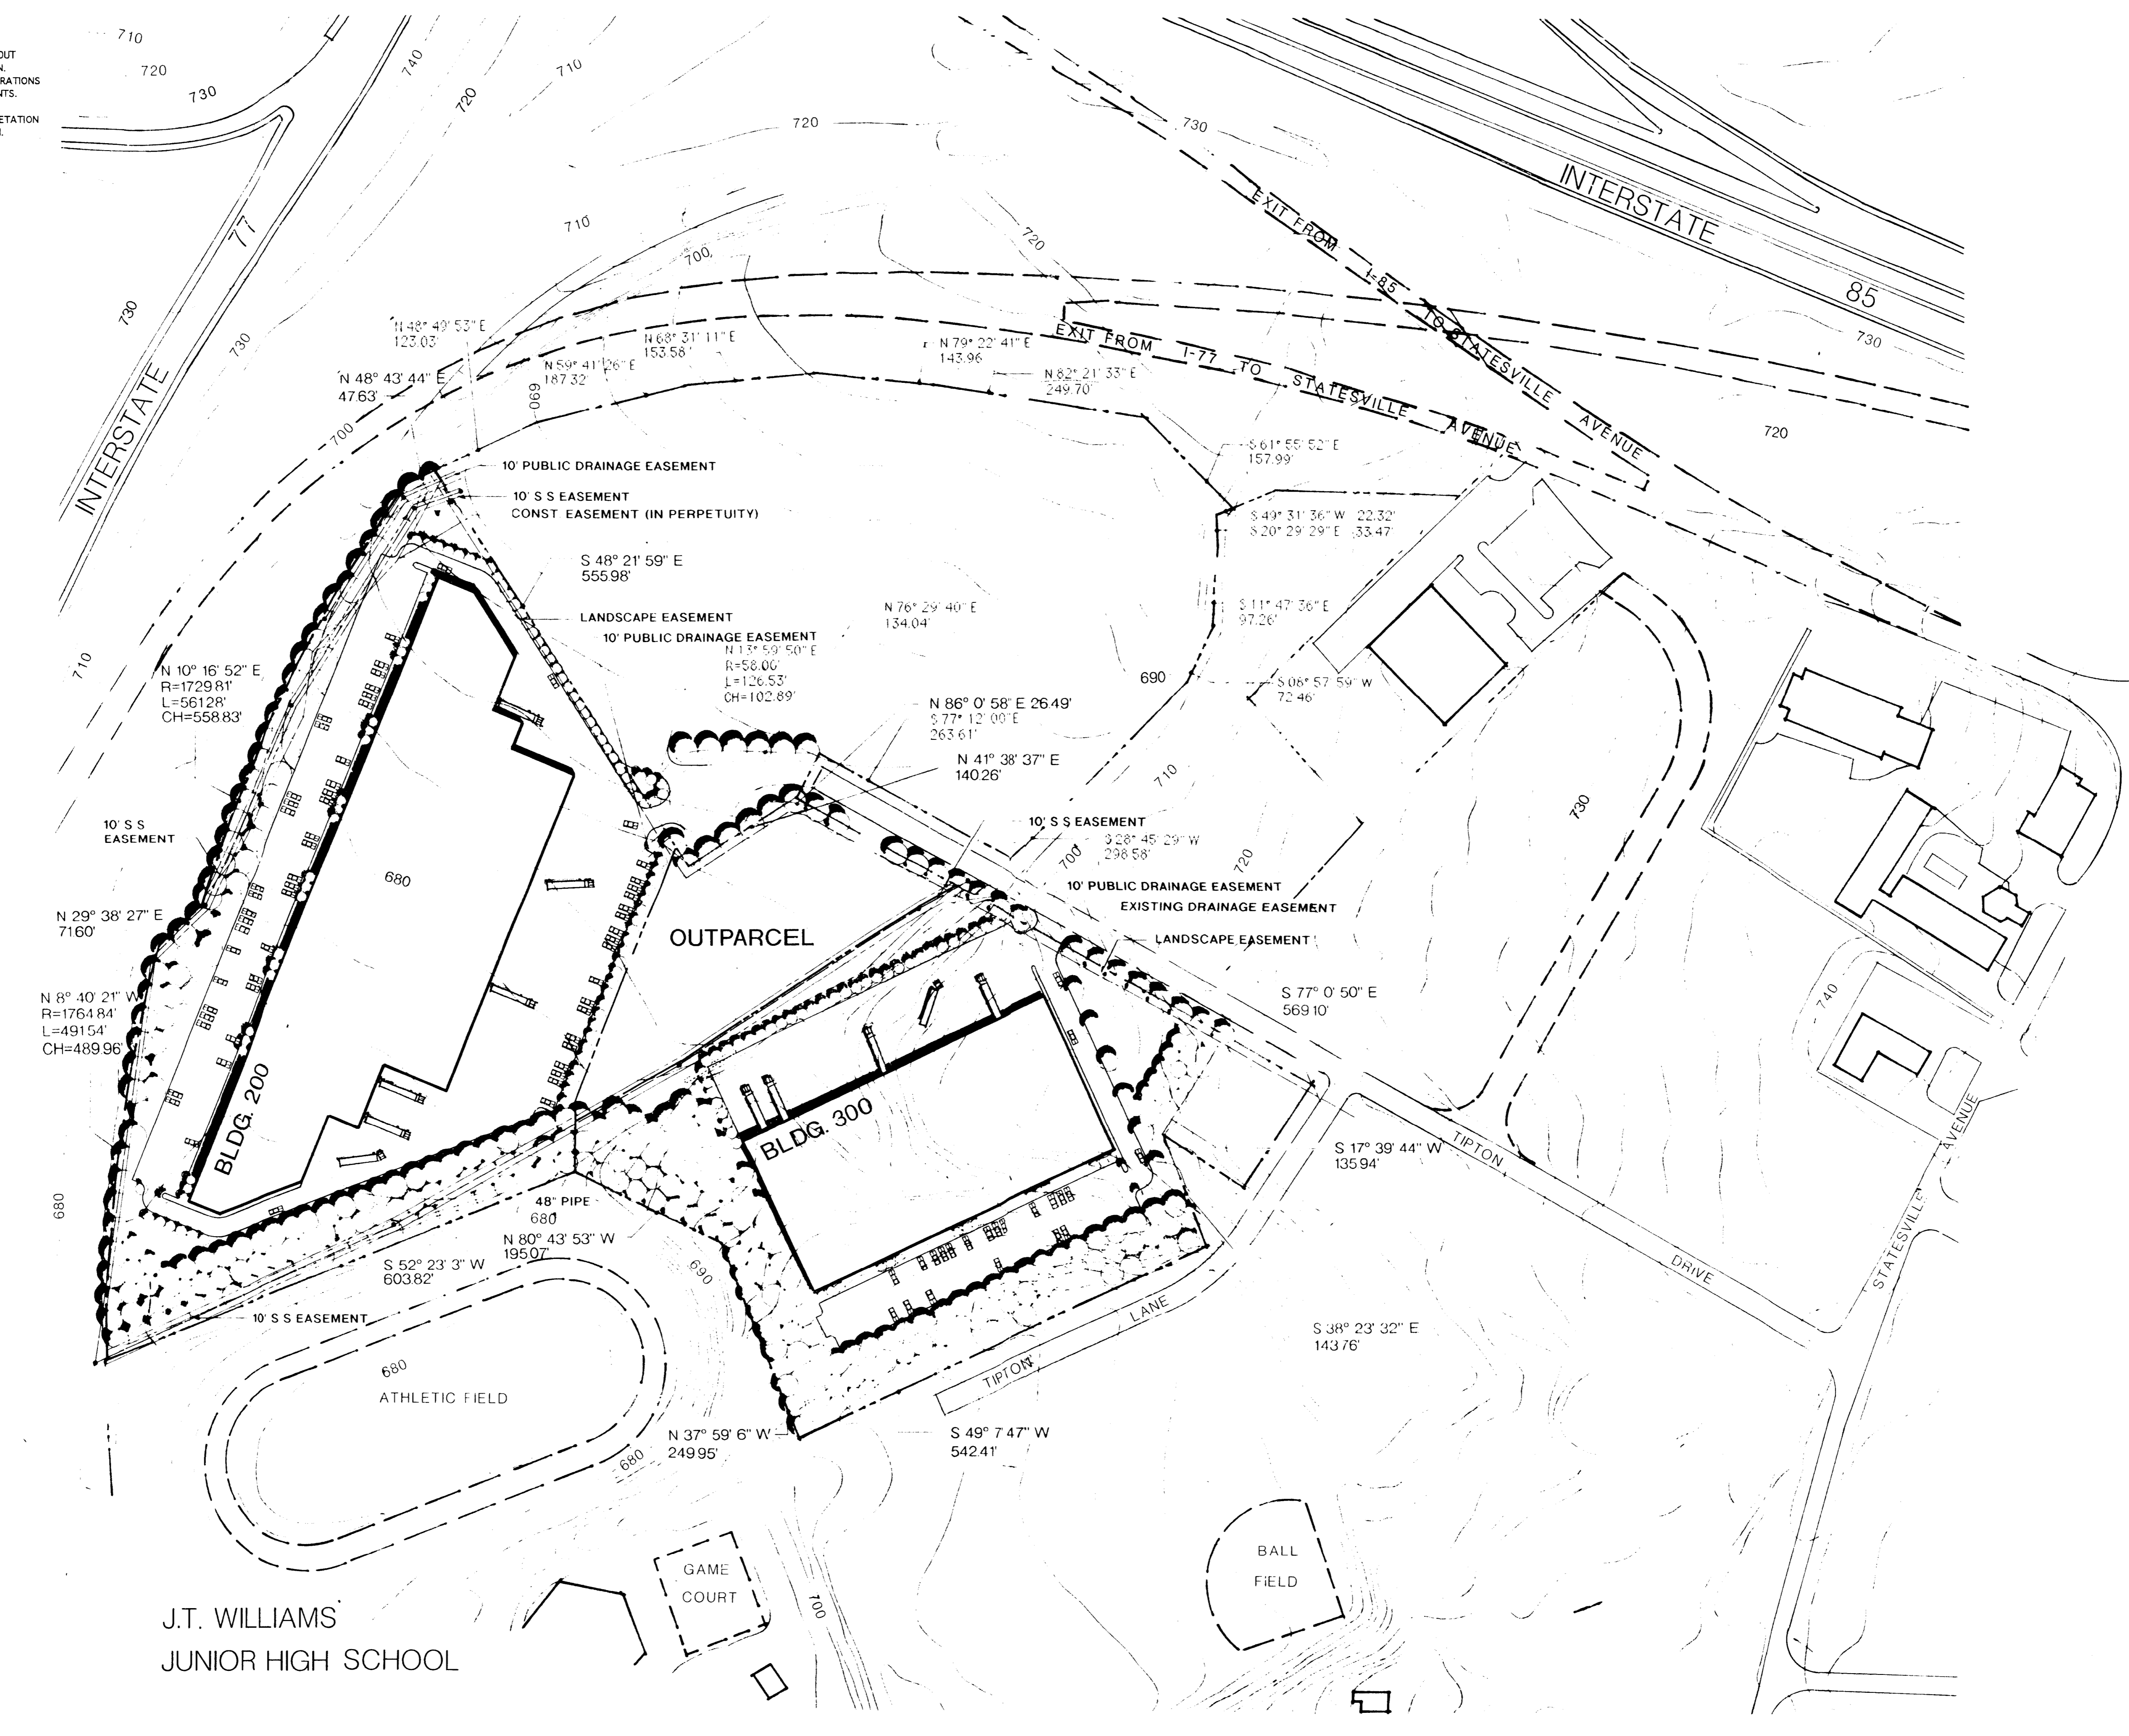 OUT
N.
RATIONS
NTS.
ETATION
N.
710
720
730
740
720
710
720
730
INTERSTATE
85
INTERSTATE
77
730
730
710
700
720
EXIT FROM
I-85
TO STATESVILLE
AVENUE
EXIT FROM I-77 TO STATESVILLE AVENUE
730
720
N 48° 49' 53" E
123.03'
N 68° 31' 11" E
153.58'
N 59° 41' 26" E
187.32'
N 48° 43' 44" E
47.63'
N 79° 22' 41" E
143.96
N 82° 21' 33" E
249.70'
690
700
S 61° 55' 52" E
157.99'
10' PUBLIC DRAINAGE EASEMENT
10' S S EASEMENT
CONST EASEMENT (IN PERPETUITY)
S 49° 31' 36" W 22.32'
S 20° 29' 29" E 33.47'
S 48° 21' 59" E
555.98'
LANDSCAPE EASEMENT
10' PUBLIC DRAINAGE EASEMENT
N 13° 59' 50" E
R=58.00'
L=126.53'
CH=102.89'
N 76° 29' 40" E
134.04'
S 11° 47' 36" E
97.26'
690
S 08° 57' 59" W
72.46'
710
N 10° 16' 52" E
R=1729.81'
L=561.28'
CH=558.83'
N 86° 0' 58" E 26.49'
S 77° 12' 00" E
263.61'
N 41° 38' 37" E
140.26'
710
730
10' S S
EASEMENT
10' S S EASEMENT
S 28° 45' 29" W
298.58'
700
720
680
10' PUBLIC DRAINAGE EASEMENT
EXISTING DRAINAGE EASEMENT
LANDSCAPE EASEMENT
N 29° 38' 27" E
71.60'
OUTPARCEL
N 8° 40' 21" W
R=1764.84'
L=491.54'
CH=489.96'
S 77° 0' 50" E
569.10'
740
BLDG. 200
BLDG. 300
S 17° 39' 44" W
135.94'
TIPTON
DRIVE
STATESVILLE
AVENUE
680
48" PIPE
680
N 80° 43' 53" W
195.07'
S 52° 23' 3" W
603.82'
690
10' S S EASEMENT
TIPTON
LANE
S 38° 23' 32" E
143.76'
680
ATHLETIC FIELD
680
N 37° 59' 6" W
249.95'
S 49° 7' 47" W
542.41'
GAME
COURT
700
BALL
FIELD
J.T. WILLIAMS
JUNIOR HIGH SCHOOL